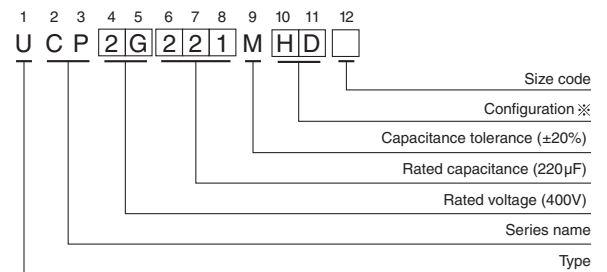 1 2 3 4 5 6 7 8 9 10 11 12
U C P 2 G 2 2 1 M H D
Size code
Configuration ※
Capacitance tolerance (±20%)
Rated capacitance (220µF)
Rated voltage (400V)
Series name
Type